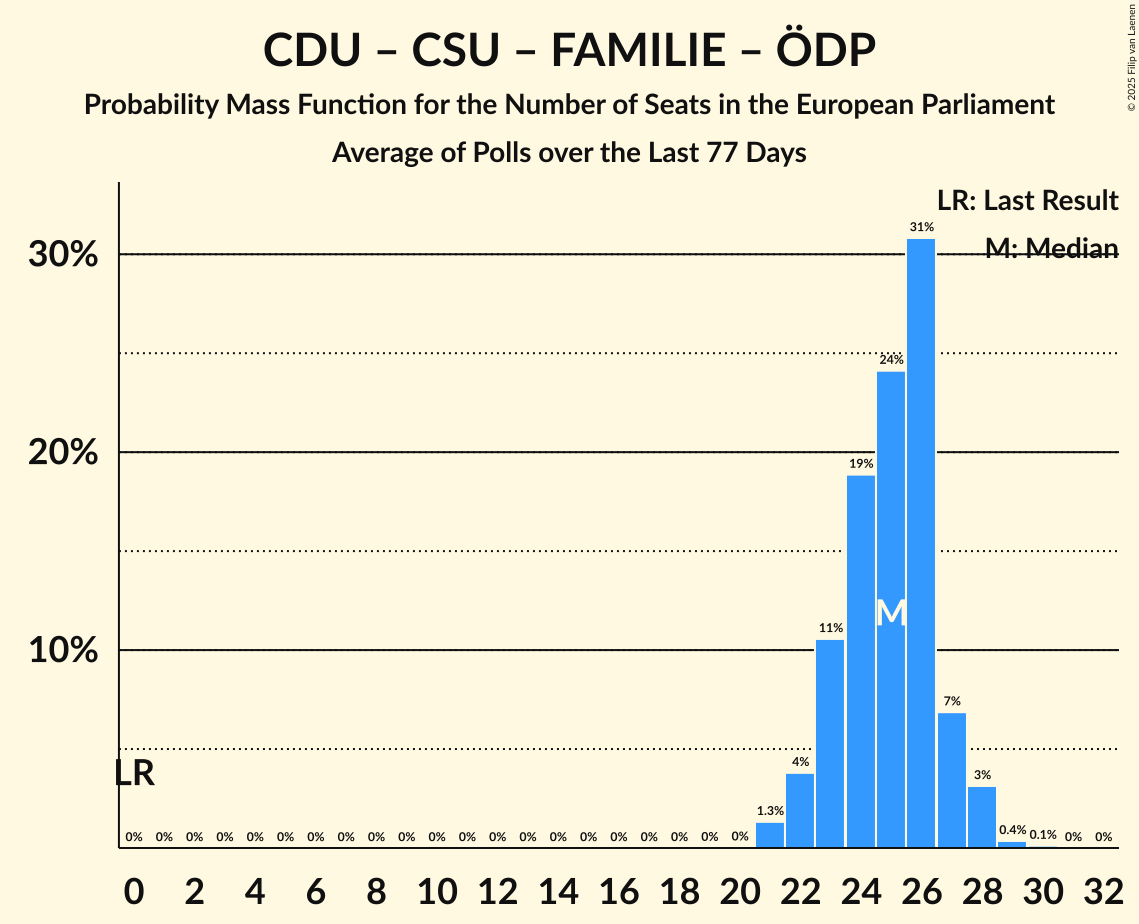 CDU – CSU – FAMILIE – ÖDP
Probability Mass Function for the Number of Seats in the European Parliament
Average of Polls over the Last 77 Days
© 2025 Filip van Laenen
LR: Last Result
M: Median
31%
30%
24%
20%
19%
M
11%
10%
7%
4%
3%
LR
1.3%
0.4% 0.1%
0% 0% 0% 0% 0% 0% 0% 0% 0% 0% 0% 0% 0% 0% 0% 0% 0% 0% 0% 0% 0% 0% 0%
0 2 4 6 8 10 12 14 16 18 20 22 24 26 28 30 32